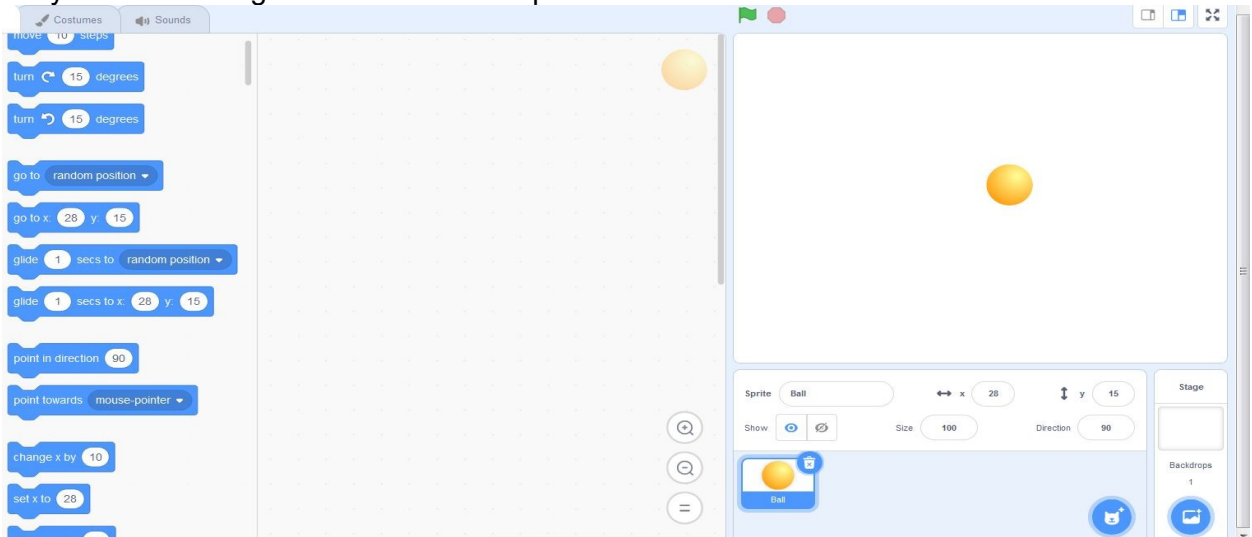 Costumes
Sounds
move 10 steps
turn 15 degrees
turn 15 degrees
go to random position
go to x: 28 y: 15
glide 1 secs to random position
glide 1 secs to x: 28 y: 15
point in direction 90
point towards mouse-pointer
change x by 10
set x to 28
Sprite Ball x 28 y 15
Show Size 100 Direction 90
Ball
Stage
Backdrops
1